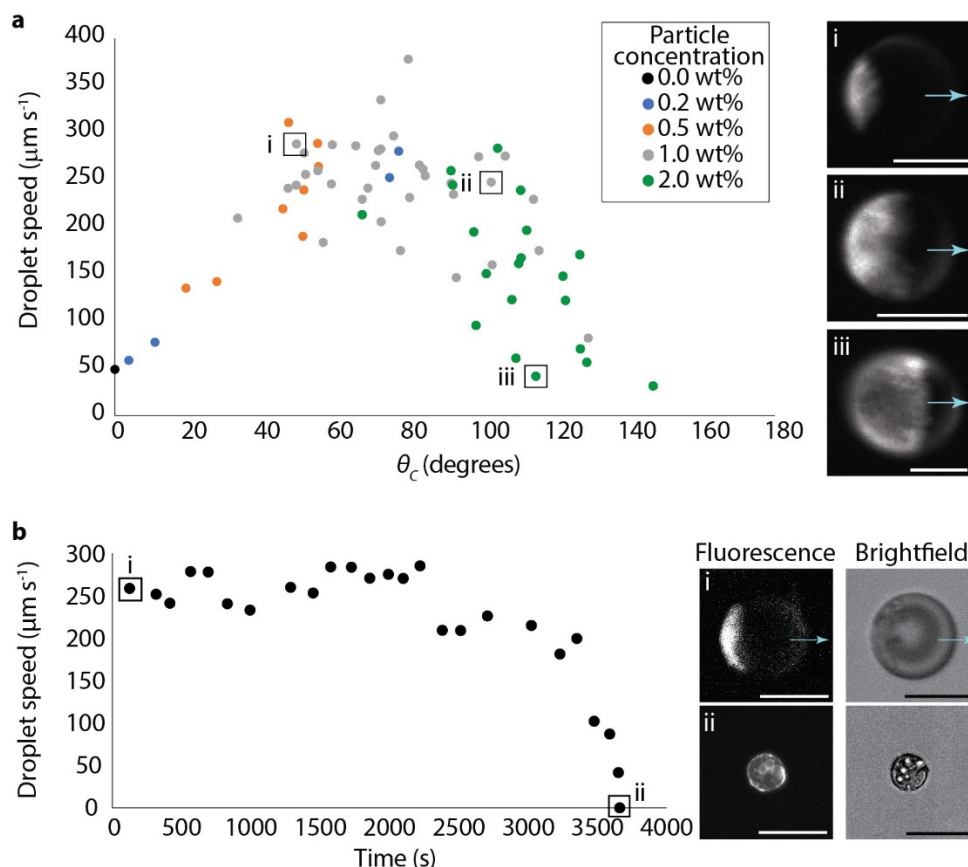 a
400
350
300
250
200
150
100
50
0
Droplet speed (μm s⁻¹)
0 20 40 60 80 100 120 140 160 180
θc (degrees)
i
ii
iii
Particle
concentration
0.0 wt%
0.2 wt%
0.5 wt%
1.0 wt%
2.0 wt%
i
ii
iii
b
300
250
200
150
100
50
0
Droplet speed (μm s⁻¹)
0 500 1000 1500 2000 2500 3000 3500 4000
Time (s)
i
ii
Fluorescence Brightfield
i
ii